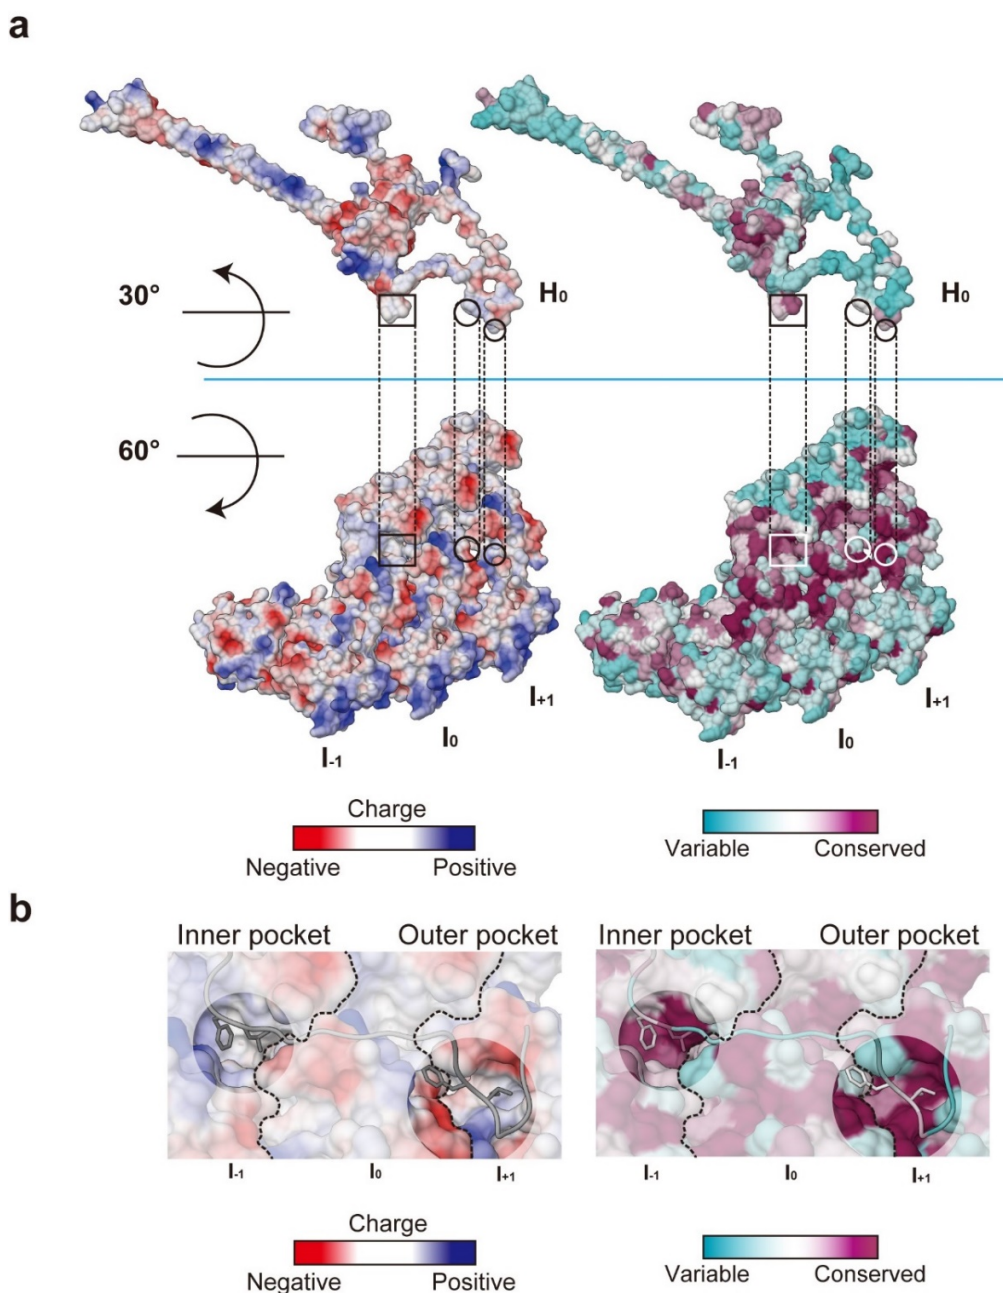 a
30°
H₀
H₀
60°
I₊₁
I₊₁
I₀
I₀
I₋₁
I₋₁
Charge
Negative Positive
Variable Conserved
b
Inner pocket Outer pocket
Inner pocket Outer pocket
I₋₁ I₀ I₊₁
I₋₁ I₀ I₊₁
Charge
Negative Positive
Variable Conserved